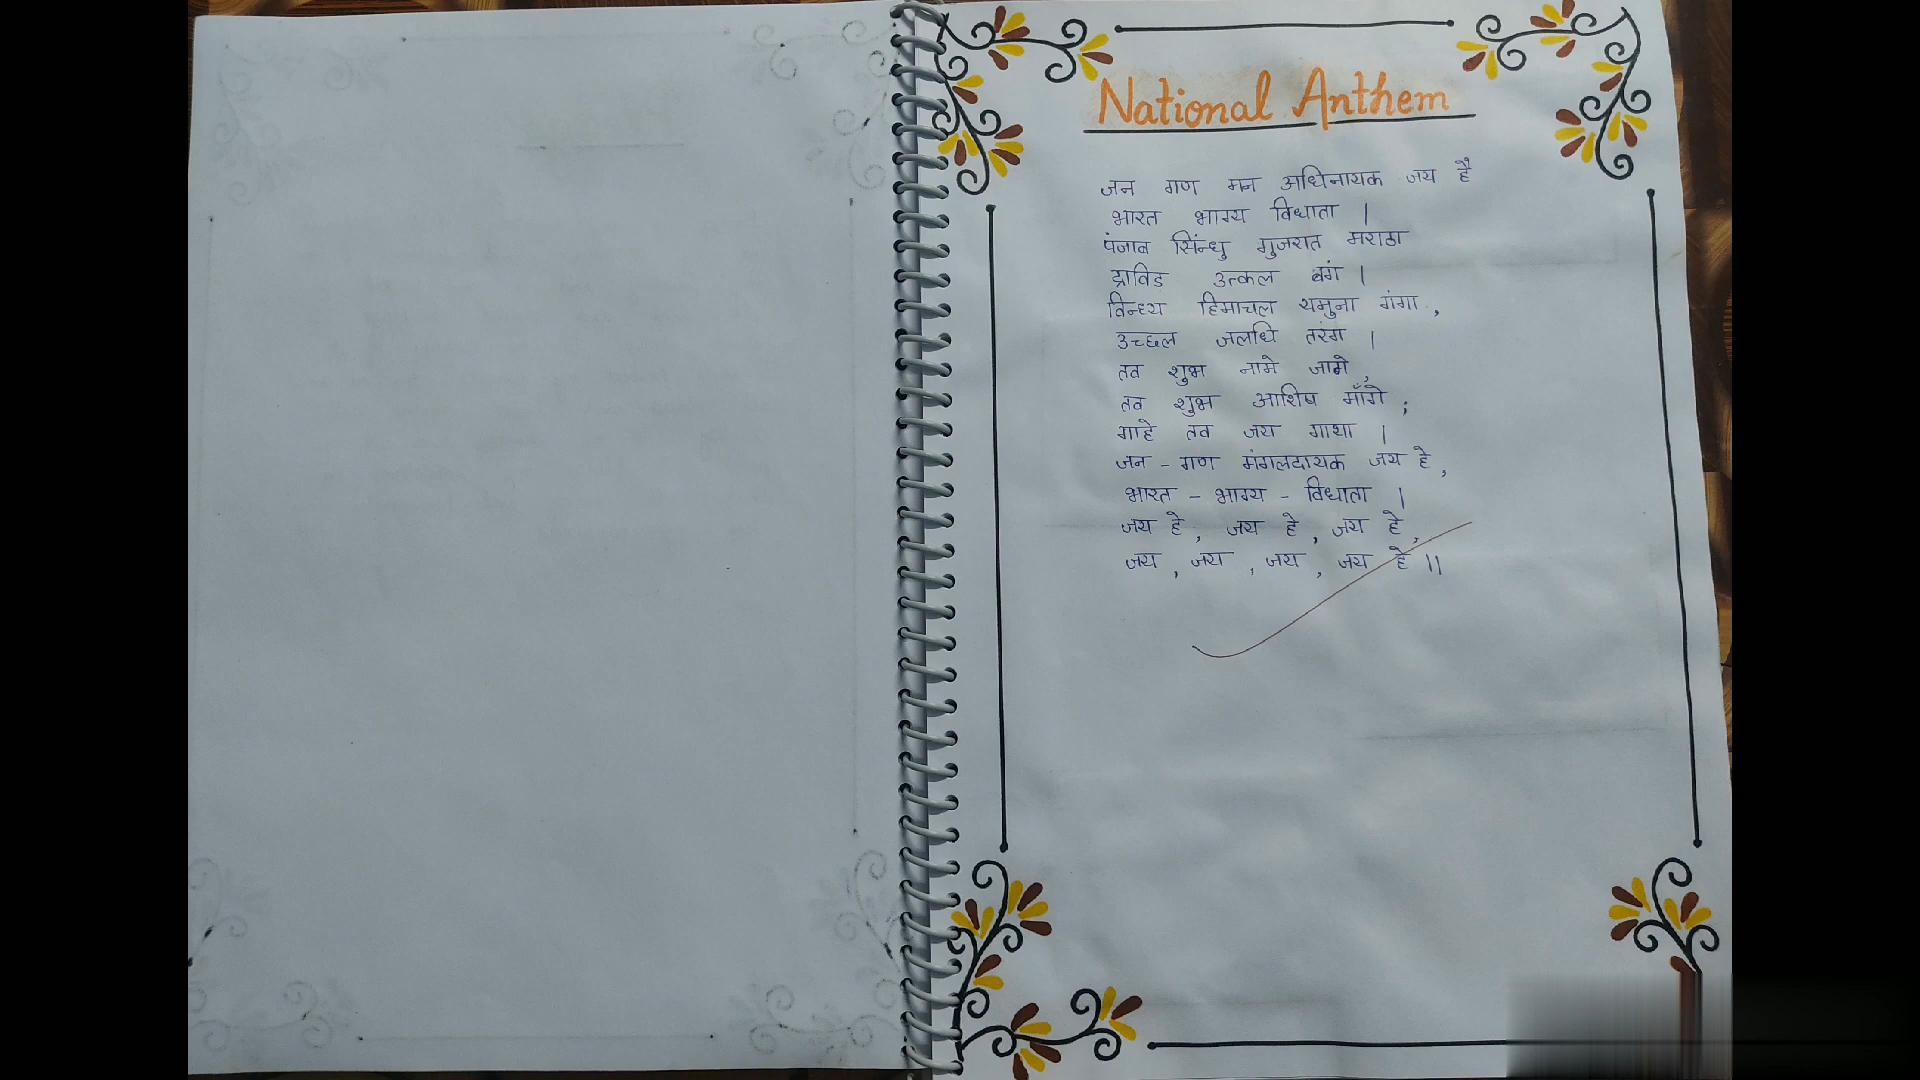 National Anthem
जन गण मन अधिनायक जय है
भारत भाग्य विधाता |
पंजाब सिंन्धु गुजरात मराठा
द्राविड उत्कल बंग |
विन्ध्य हिमाचल यमुना गंगा ,
उच्छल जलधि तरंग |
तव शुभ नामे जागे ,
तव शुभ आशिष माँगे ;
गाहे तव जय गाथा |
जन - गण मंगलदायक जय हे ,
भारत - भाग्य - विधाता |
जय हे , जय हे , जय हे ,
जय , जय , जय , जय हे ||